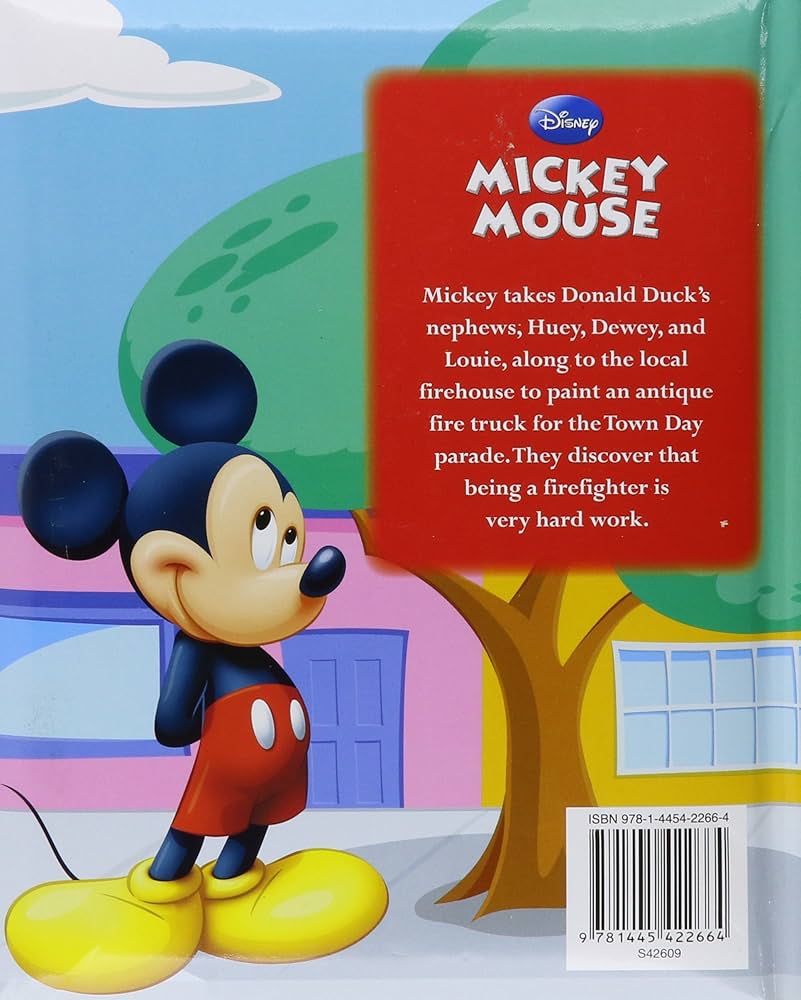 Disney
MICKEY
MOUSE
Mickey takes Donald Duck's
nephews, Huey, Dewey, and
Louie, along to the local
firehouse to paint an antique
fire truck for the Town Day
parade. They discover that
being a firefighter is
very hard work.
ISBN 978-1-4454-2266-4
9 781445 422664
S42609